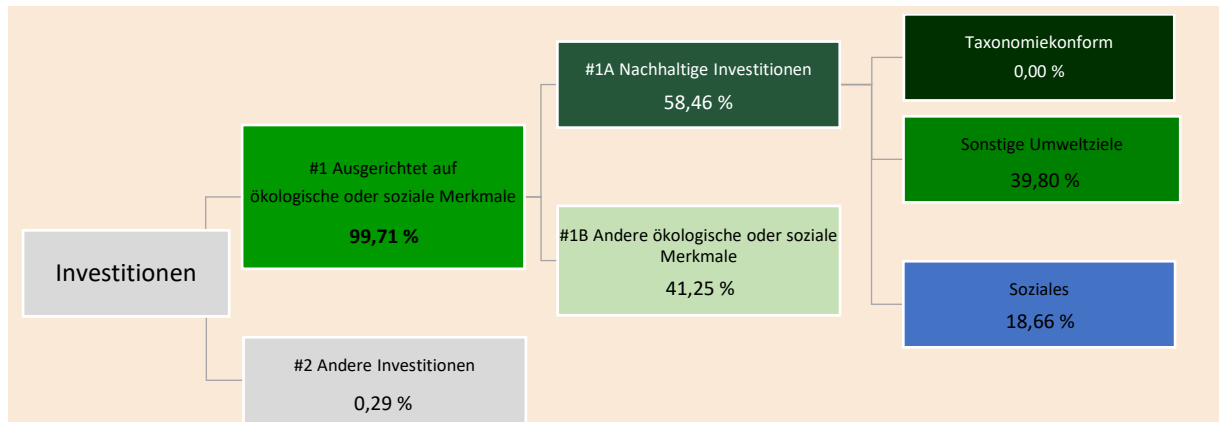 Investitionen
#1 Ausgerichtet auf
ökologische oder soziale Merkmale
99,71 %
#2 Andere Investitionen
0,29 %
#1A Nachhaltige Investitionen
58,46 %
#1B Andere ökologische oder soziale
Merkmale
41,25 %
Taxonomiekonform
0,00 %
Sonstige Umweltziele
39,80 %
Soziales
18,66 %